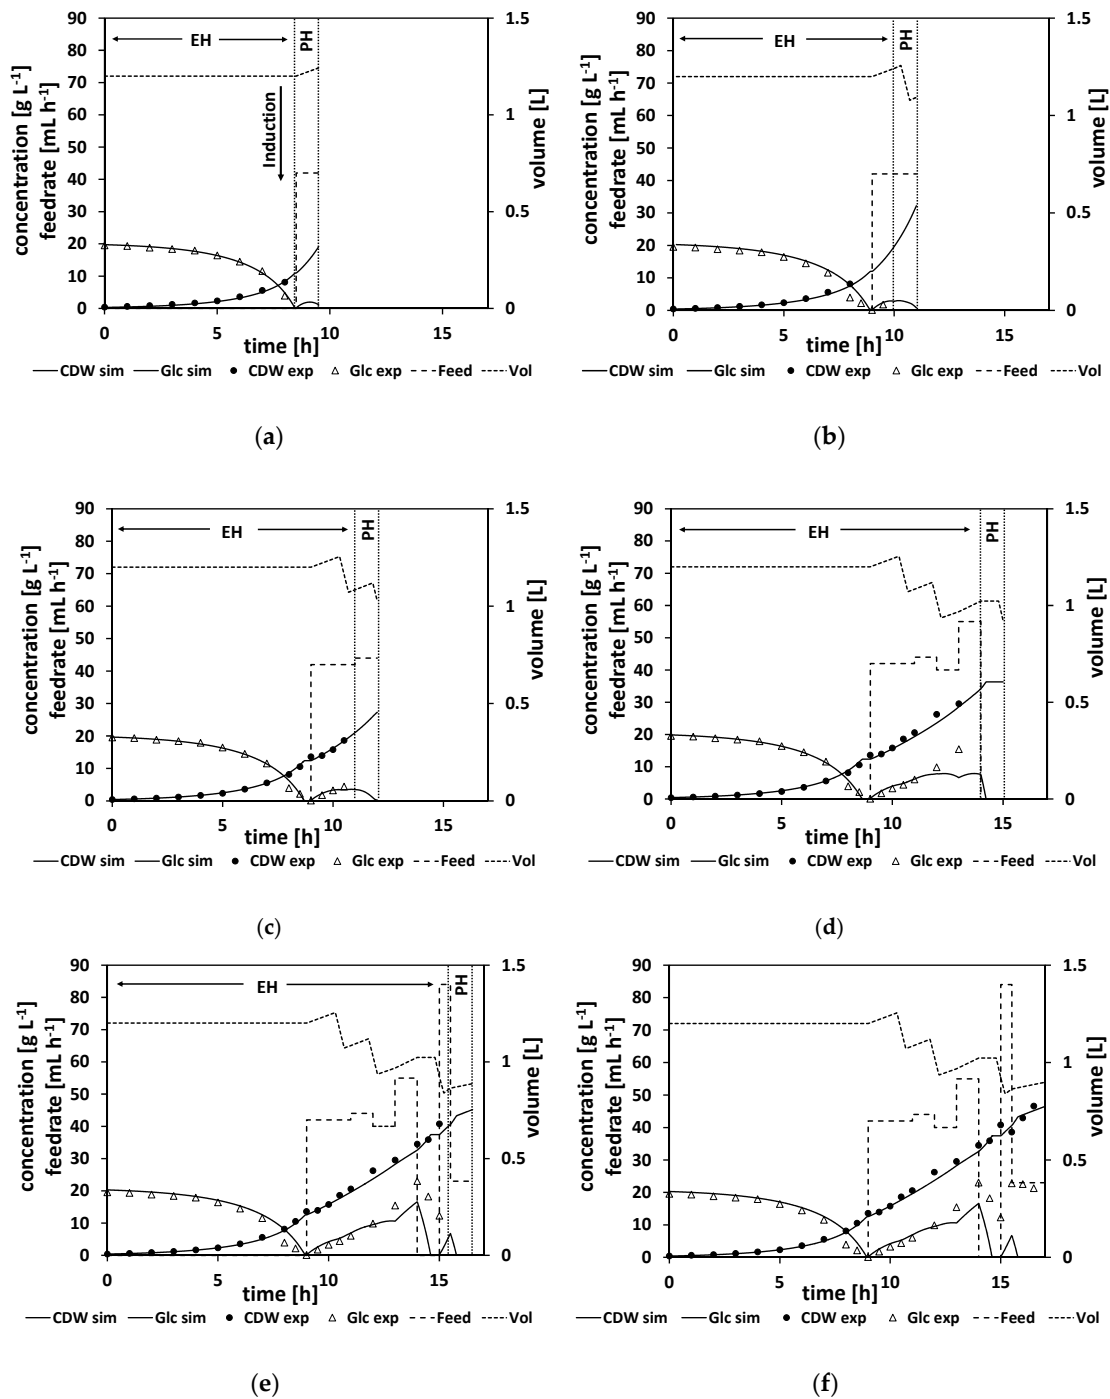 concentration [g L-1]
feedrate [mL h-1]
90
80
70
60
50
40
30
20
10
0
EH
PH
Induction
1.5
1
0.5
0
volume [L]
0 5 10 15
time [h]
CDW sim Glc sim CDW exp Glc exp Feed Vol
(a)
concentration [g L-1]
feedrate [mL h-1]
90
80
70
60
50
40
30
20
10
0
EH
PH
1.5
1
0.5
0
volume [L]
0 5 10 15
time [h]
CDW sim Glc sim CDW exp Glc exp Feed Vol
(b)
concentration [g L-1]
feedrate [mL h-1]
90
80
70
60
50
40
30
20
10
0
EH
PH
1.5
1
0.5
0
volume [L]
0 5 10 15
time [h]
CDW sim Glc sim CDW exp Glc exp Feed Vol
(c)
concentration [g L-1]
feedrate [mL h-1]
90
80
70
60
50
40
30
20
10
0
EH
PH
1.5
1
0.5
0
volume [L]
0 5 10 15
time [h]
CDW sim Glc sim CDW exp Glc exp Feed Vol
(d)
concentration [g L-1]
feedrate [mL h-1]
90
80
70
60
50
40
30
20
10
0
EH
PH
1.5
1
0.5
0
volume [L]
0 5 10 15
time [h]
CDW sim Glc sim CDW exp Glc exp Feed Vol
(e)
concentration [g L-1]
feedrate [mL h-1]
90
80
70
60
50
40
30
20
10
0
1.5
1
0.5
0
volume [L]
0 5 10 15
time [h]
CDW sim Glc sim CDW exp Glc exp Feed Vol
(f)